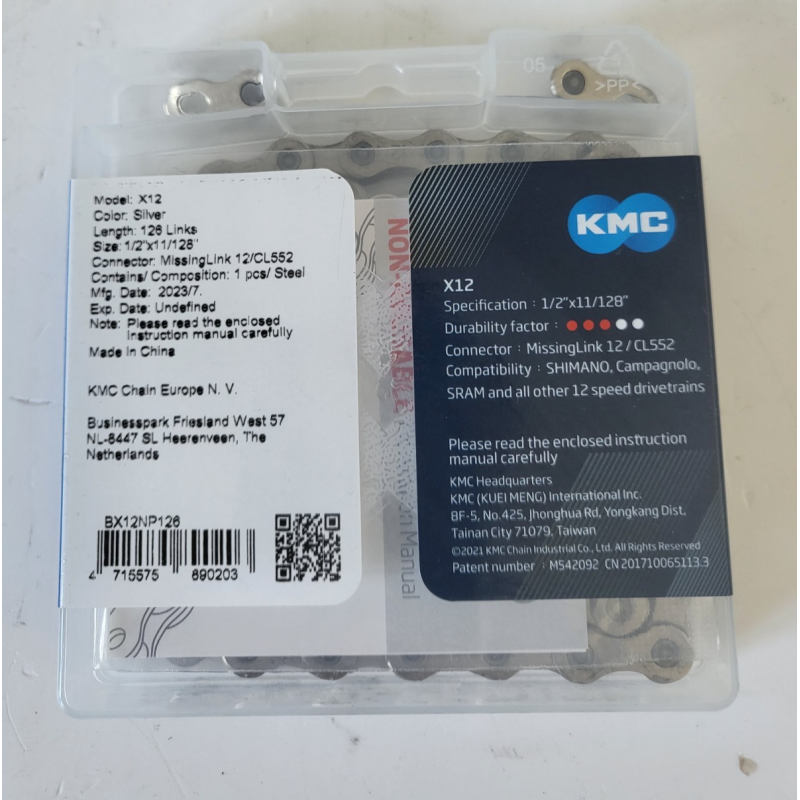 05
>PP<
Model: X12
Color: Silver
Length: 126 Links
Size: 1/2"x11/128"
Connector: MissingLink 12/CL552
Contains/ Composition: 1 pcs/ Steel
Mfg. Date: 2023/7.
Exp. Date: Undefined
Note: Please read the enclosed
instruction manual carefully
Made in China
KMC Chain Europe N. V.
Businesspark Friesland West 57
NL-8447 SL Heerenveen, The
Netherlands
BX12NP126
4 715575 890203
Manual
KMC
X12
Specification : 1/2"x11/128"
Durability factor :
Connector : MissingLink 12 / CL552
Compatibility : SHIMANO, Campagnolo,
SRAM and all other 12 speed drivetrains
Please read the enclosed instruction
manual carefully
KMC Headquarters
KMC (KUEI MENG) International Inc.
8F-5, No.425, Jhonghua Rd, Yongkang Dist,
Tainan City 71079, Taiwan
©2021 KMC Chain Industrial Co., Ltd. All Rights Reserved
Patent number : M542092 CN 201710065113.3